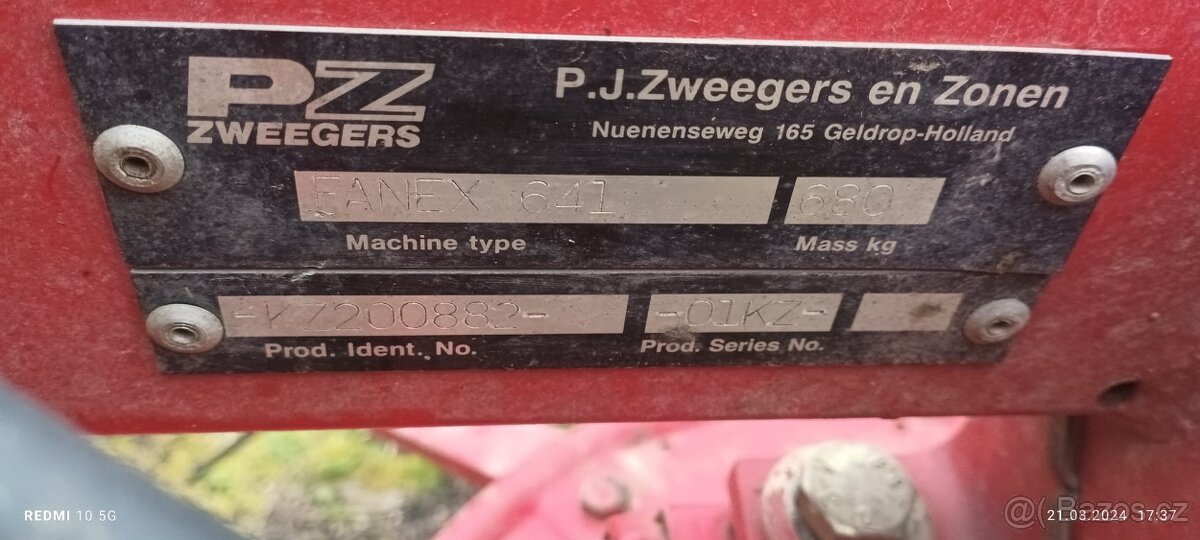 PZ
ZWEEGERS
P.J.Zweegers en Zonen
Nuenenseweg 165 Geldrop-Holland
FANEX 641
680
Machine type
Mass kg
-KZ200882-
-01KZ-
Prod. Ident. No.
Prod. Series No.
REDMI 10 5G
@Bazos.cz
21.03.2024 17:37